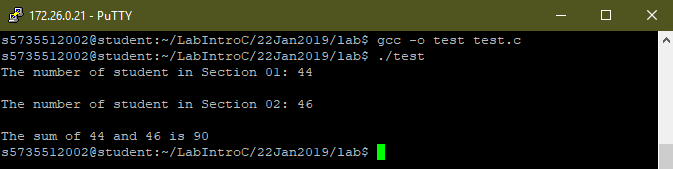 172.26.0.21 - PuTTY
s5735512002@student:~/LabIntroC/22Jan2019/lab$ gcc -o test test.c
s5735512002@student:~/LabIntroC/22Jan2019/lab$ ./test
The number of student in Section 01: 44
The number of student in Section 02: 46
The sum of 44 and 46 is 90
s5735512002@student:~/LabIntroC/22Jan2019/lab$